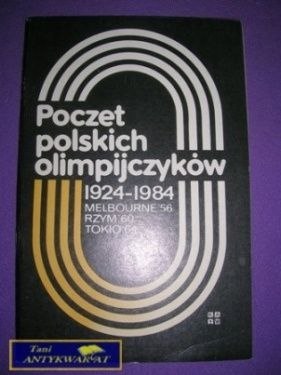 Poczet
polskich
olimpijczyków
1924-1984
MELBOURNE '56
RZYM '60
TOKIO '64
Tani
ANTYKWARIAT